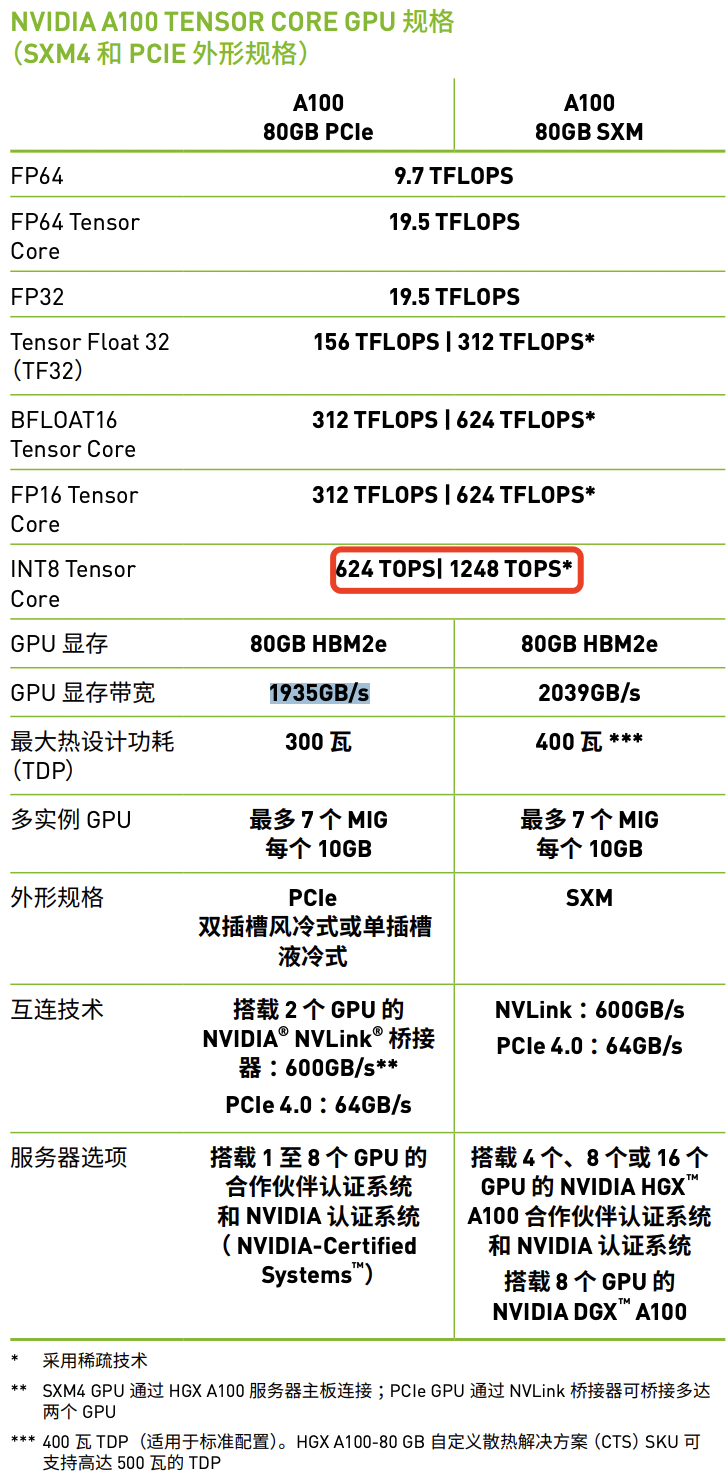 NVIDIA A100 TENSOR CORE GPU 规格
（SXM4 和 PCIE 外形规格）
A100
80GB PCIe
A100
80GB SXM
FP64
9.7 TFLOPS
FP64 Tensor
Core
19.5 TFLOPS
FP32
19.5 TFLOPS
Tensor Float 32
（TF32）
156 TFLOPS | 312 TFLOPS*
BFLOAT16
Tensor Core
312 TFLOPS | 624 TFLOPS*
FP16 Tensor
Core
312 TFLOPS | 624 TFLOPS*
INT8 Tensor
Core
624 TOPS| 1248 TOPS*
GPU 显存
80GB HBM2e
80GB HBM2e
GPU 显存带宽
1935GB/s
2039GB/s
最大热设计功耗
（TDP）
300 瓦
400 瓦 ***
多实例 GPU
最多 7 个 MIG
每个 10GB
最多 7 个 MIG
每个 10GB
外形规格
PCIe
双插槽风冷式或单插槽
液冷式
SXM
互连技术
搭载 2 个 GPU 的
NVIDIA® NVLink® 桥接
器：600GB/s**
PCIe 4.0：64GB/s
NVLink：600GB/s
PCIe 4.0：64GB/s
服务器选项
搭载 1 至 8 个 GPU 的
合作伙伴认证系统
和 NVIDIA 认证系统
（ NVIDIA-Certified
Systems™）
搭载 4 个、8 个或 16 个
GPU 的 NVIDIA HGX™
A100 合作伙伴认证系统
和 NVIDIA 认证系统
搭载 8 个 GPU 的
NVIDIA DGX™ A100
* 采用稀疏技术
** SXM4 GPU 通过 HGX A100 服务器主板连接；PCIe GPU 通过 NVLink 桥接器可桥接多达
两个 GPU
*** 400 瓦 TDP（适用于标准配置）。HGX A100-80 GB 自定义散热解决方案（CTS）SKU 可
支持高达 500 瓦的 TDP